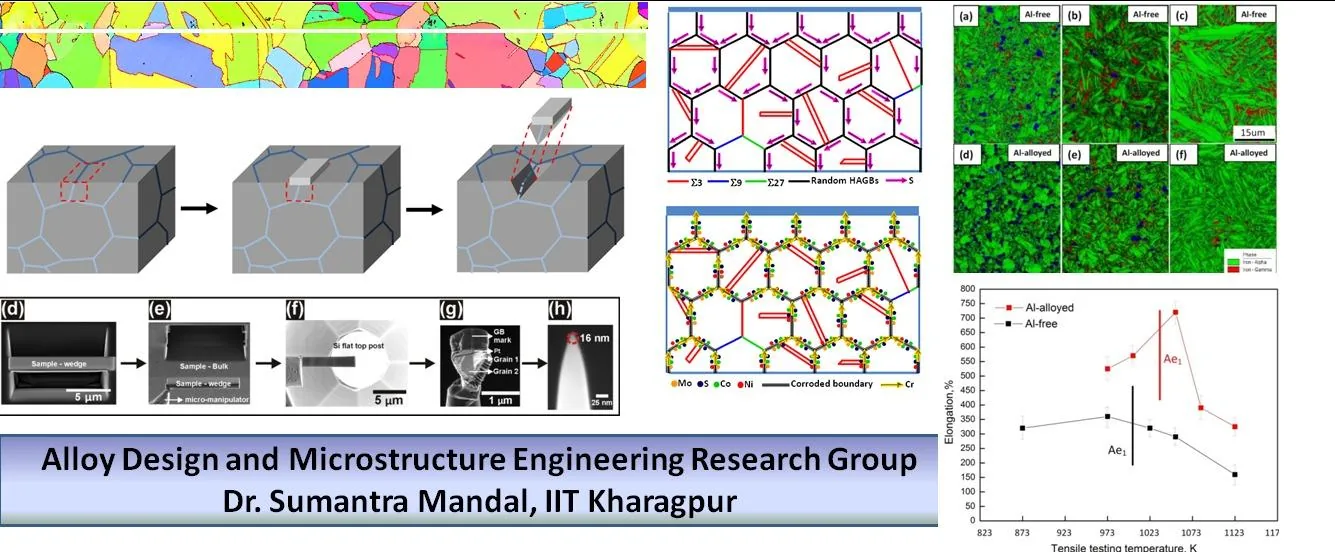 (d)
Sample - wedge
5 µm
(e)
Sample - Bulk
Sample - wedge
micro-manipulator
(f)
Si flat top post
5 µm
(g)
GB
mark
Pt
Grain 1
Grain 2
1 µm
(h)
16 nm
25 nm
Alloy Design and Microstructure Engineering Research Group
Dr. Sumantra Mandal, IIT Kharagpur
Σ3 Σ9 Σ27 Random HAGBs S
Mo S Co Ni Corroded boundary Cr
(a) Al-free
(b) Al-free
(c) Al-free
15um
(d) Al-alloyed
(e) Al-alloyed
(f) Al-alloyed
Phase
Iron - Alpha
Iron - Gamma
800
750
700
650
600
550
500
450
400
350
300
250
200
150
100
50
0
Elongation,%
Al-alloyed
Al-free
Ae1
Ae1
823 873 923 973 1023 1073 1123 117
Tensile testing temperature, K